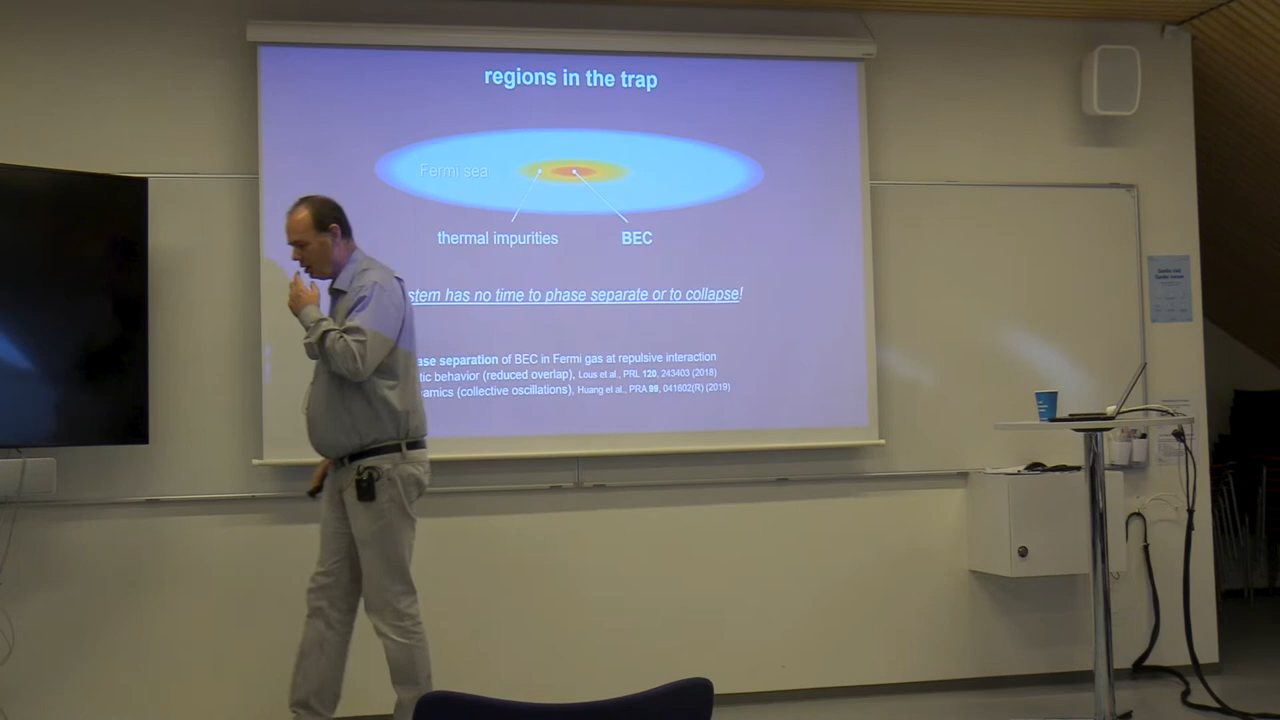 regions in the trap
Fermi sea
thermal impurities
BEC
stem has no time to phase separate or to collapse!
ase separation of BEC in Fermi gas at repulsive interaction
tic behavior (reduced overlap), Lous et al., PRL 120, 243403 (2018)
amics (collective oscillations), Huang et al., PRA 99, 041602(R) (2019)